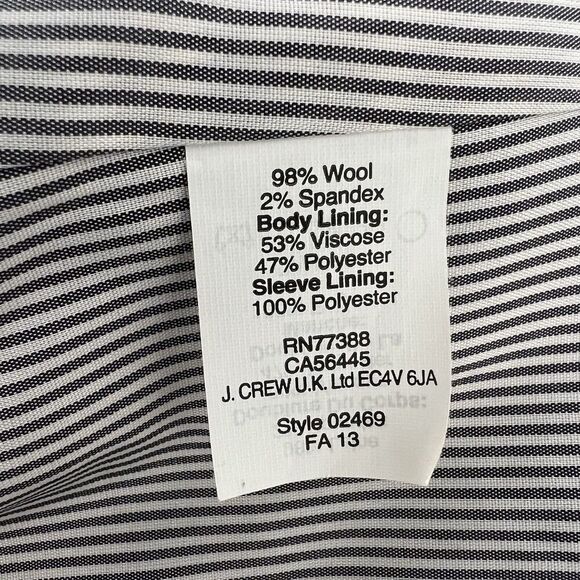 98% Wool
2% Spandex
Body Lining:
53% Viscose
47% Polyester
Sleeve Lining:
100% Polyester
RN77388
CA56445
J. CREW U.K. Ltd EC4V 6JA
Style 02469
FA 13